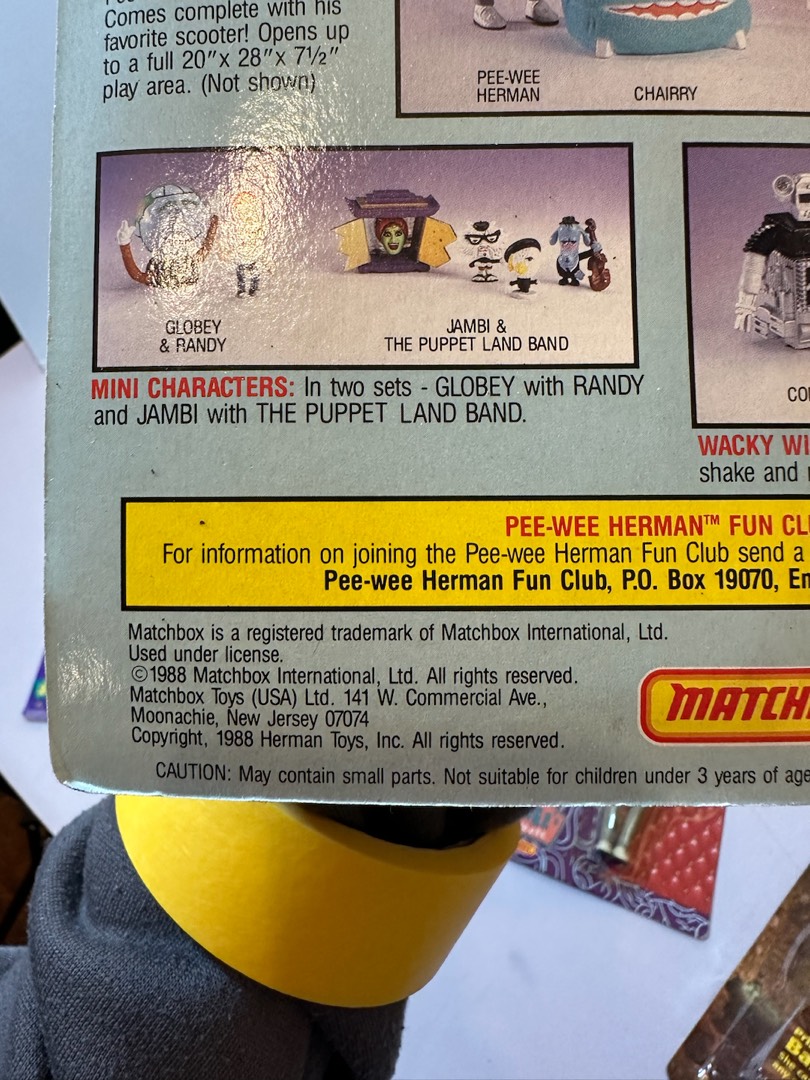 Comes complete with his
favorite scooter! Opens up
to a full 20" x 28" x 7½"
play area. (Not shown)
PEE-WEE
HERMAN
CHAIRRY
GLOBEY
& RANDY
JAMBI &
THE PUPPET LAND BAND
MINI CHARACTERS: In two sets - GLOBEY with RANDY
and JAMBI with THE PUPPET LAND BAND.
WACKY
shake and
PEE-WEE HERMAN™ FUN
For information on joining the Pee-wee Herman Fun Club send a
Pee-wee Herman Fun Club, P.O. Box 19070,
Matchbox is a registered trademark of Matchbox International, Ltd.
Used under license.
©1988 Matchbox International, Ltd. All rights reserved.
Matchbox Toys (USA) Ltd. 141 W. Commercial Ave.,
Moonachie, New Jersey 07074
Copyright, 1988 Herman Toys, Inc. All rights reserved.
MATCH
CAUTION: May contain small parts. Not suitable for children under 3 years of age